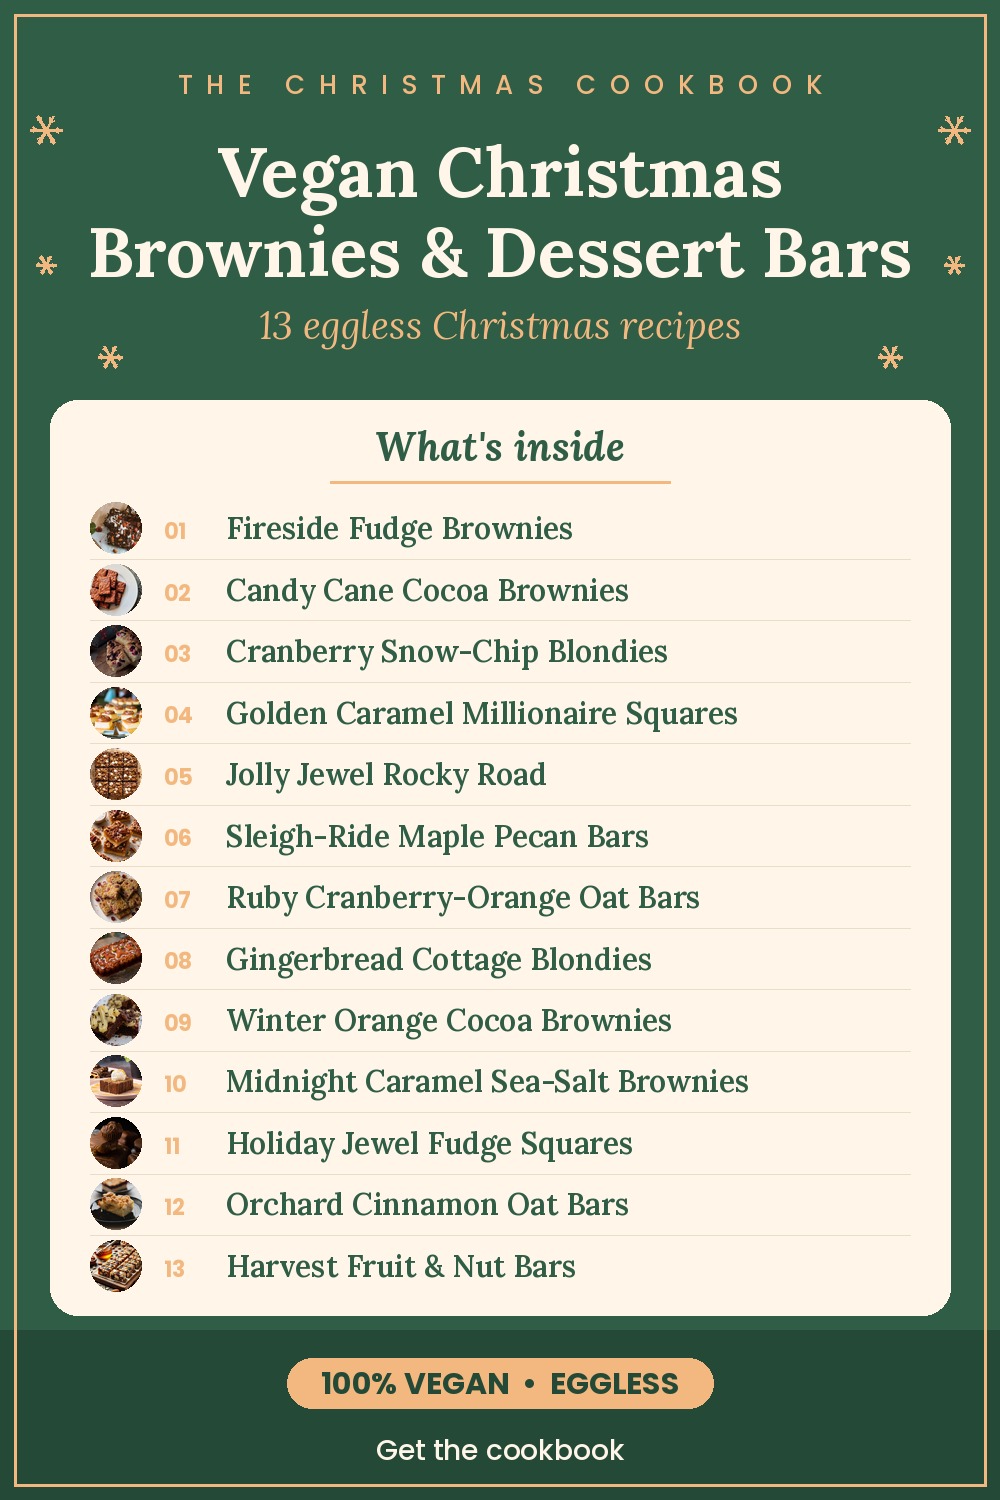 THE CHRISTMAS COOKBOOK
Vegan Christmas
Brownies & Dessert Bars
13 eggless Christmas recipes
What's inside
01 Fireside Fudge Brownies
02 Candy Cane Cocoa Brownies
03 Cranberry Snow-Chip Blondies
04 Golden Caramel Millionaire Squares
05 Jolly Jewel Rocky Road
06 Sleigh-Ride Maple Pecan Bars
07 Ruby Cranberry-Orange Oat Bars
08 Gingerbread Cottage Blondies
09 Winter Orange Cocoa Brownies
10 Midnight Caramel Sea-Salt Brownies
11 Holiday Jewel Fudge Squares
12 Orchard Cinnamon Oat Bars
13 Harvest Fruit & Nut Bars
100% VEGAN • EGGLESS
Get the cookbook